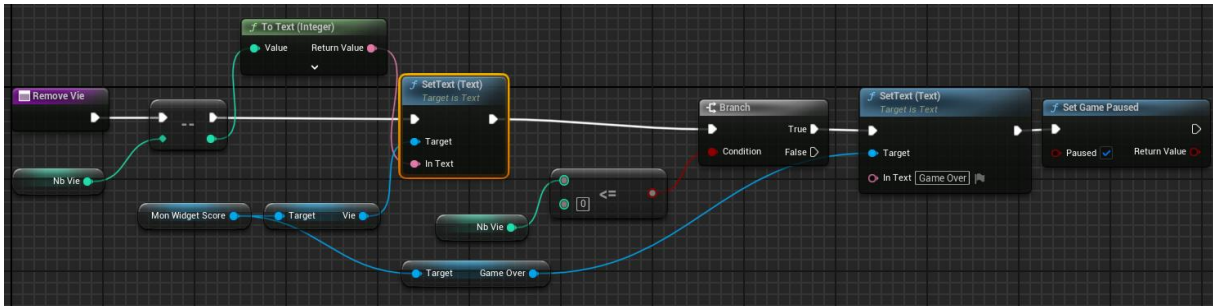 f To Text (Integer)
Value Return Value
Remove Vie
--
Nb Vie
f SetText (Text)
Target is Text
Target
In Text
Mon Widget Score
Target Vie
<=
0
Nb Vie
Target Game Over
Branch
True
Condition False
f SetText (Text)
Target is Text
Target
In Text Game Over
f Set Game Paused
Paused Return Value